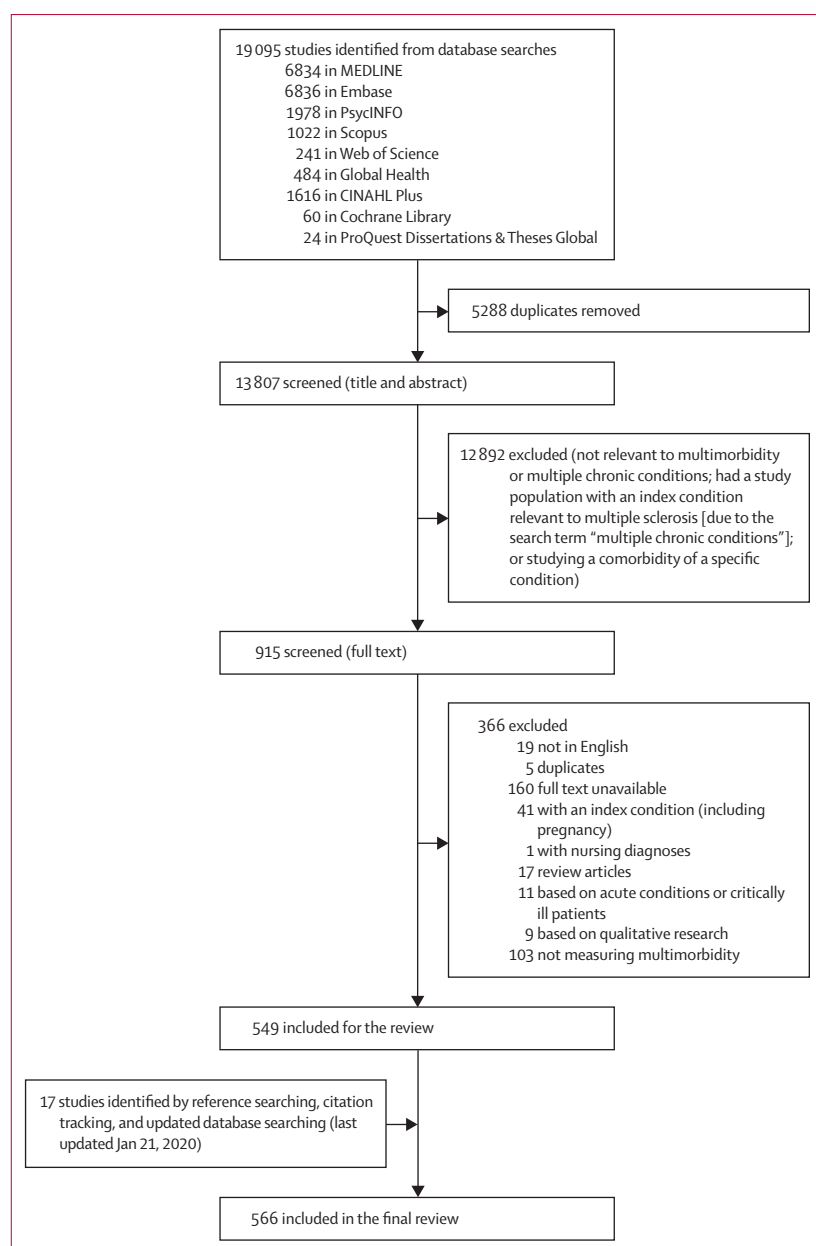 19 095 studies identified from database searches
6834 in MEDLINE
6836 in Embase
1978 in PsycINFO
1022 in Scopus
241 in Web of Science
484 in Global Health
1616 in CINAHL Plus
60 in Cochrane Library
24 in ProQuest Dissertations & Theses Global
5288 duplicates removed
13 807 screened (title and abstract)
12 892 excluded (not relevant to multimorbidity
or multiple chronic conditions; had a study
population with an index condition
relevant to multiple sclerosis [due to the
search term “multiple chronic conditions”];
or studying a comorbidity of a specific
condition)
915 screened (full text)
366 excluded
19 not in English
5 duplicates
160 full text unavailable
41 with an index condition (including
pregnancy)
1 with nursing diagnoses
17 review articles
11 based on acute conditions or critically
ill patients
9 based on qualitative research
103 not measuring multimorbidity
549 included for the review
17 studies identified by reference searching, citation
tracking, and updated database searching (last
updated Jan 21, 2020)
566 included in the final review